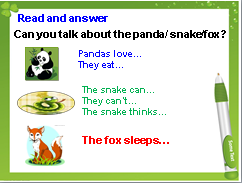 Read and answer
Can you talk about the panda/ snake/fox?
Pandas love...
They eat...
The snake can...
They can't...
The snake thinks...
The fox sleeps...